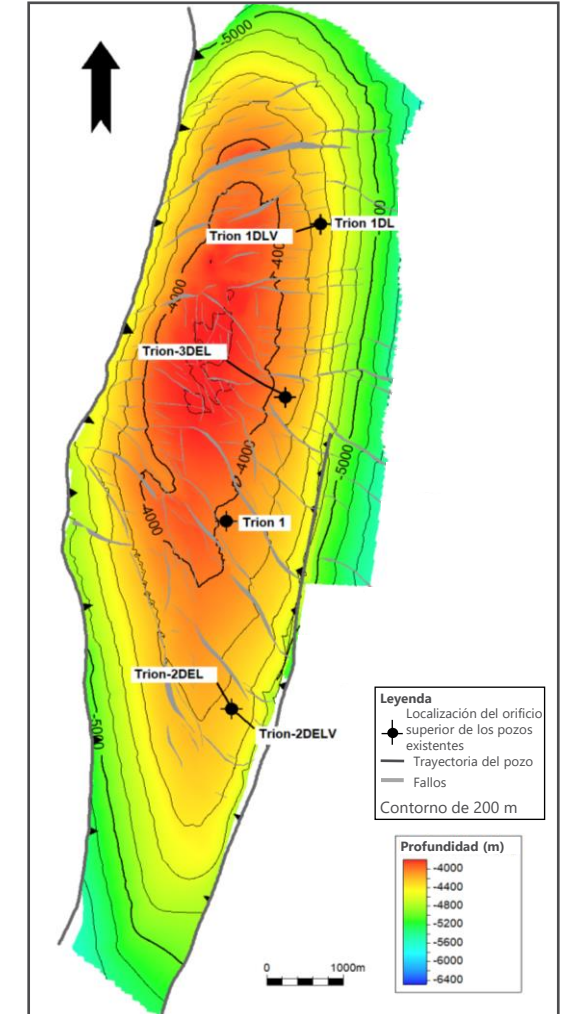 -5000
Trion 1DL
-5000
Trion 1DLV
-4000
-4000
Trion-3DEL
-4000
-5000
-4000
Trion 1
Trion-2DEL
-5000
Trion-2DELV
Leyenda
Localización del orificio
superior de los pozos
existentes
Trayectoria del pozo
Fallos
Contorno de 200 m
Profundidad (m)
-4000
-4400
-4800
-5200
-5600
-6000
-6400
0 1000m